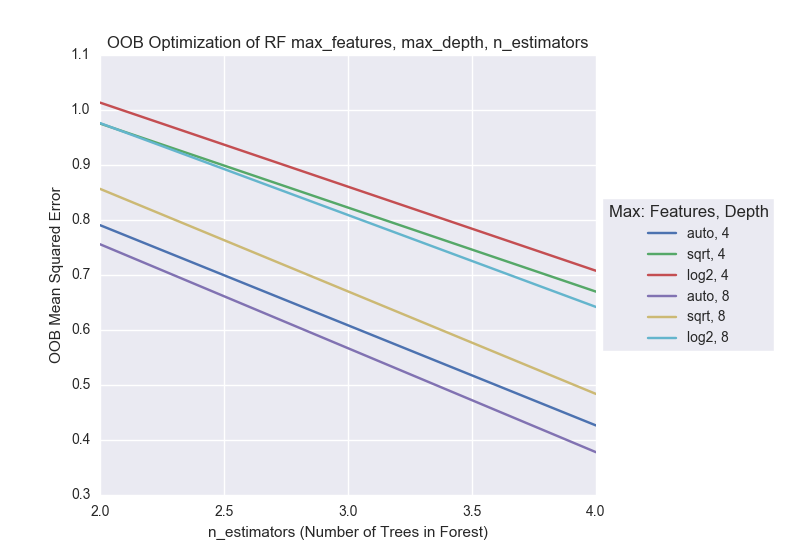 OOB Optimization of RF max_features, max_depth, n_estimators
1.1
1.0
0.9
0.8
0.7
0.6
0.5
0.4
0.3
OOB Mean Squared Error
2.0 2.5 3.0 3.5 4.0
n_estimators (Number of Trees in Forest)
Max: Features, Depth
auto, 4
sqrt, 4
log2, 4
auto, 8
sqrt, 8
log2, 8